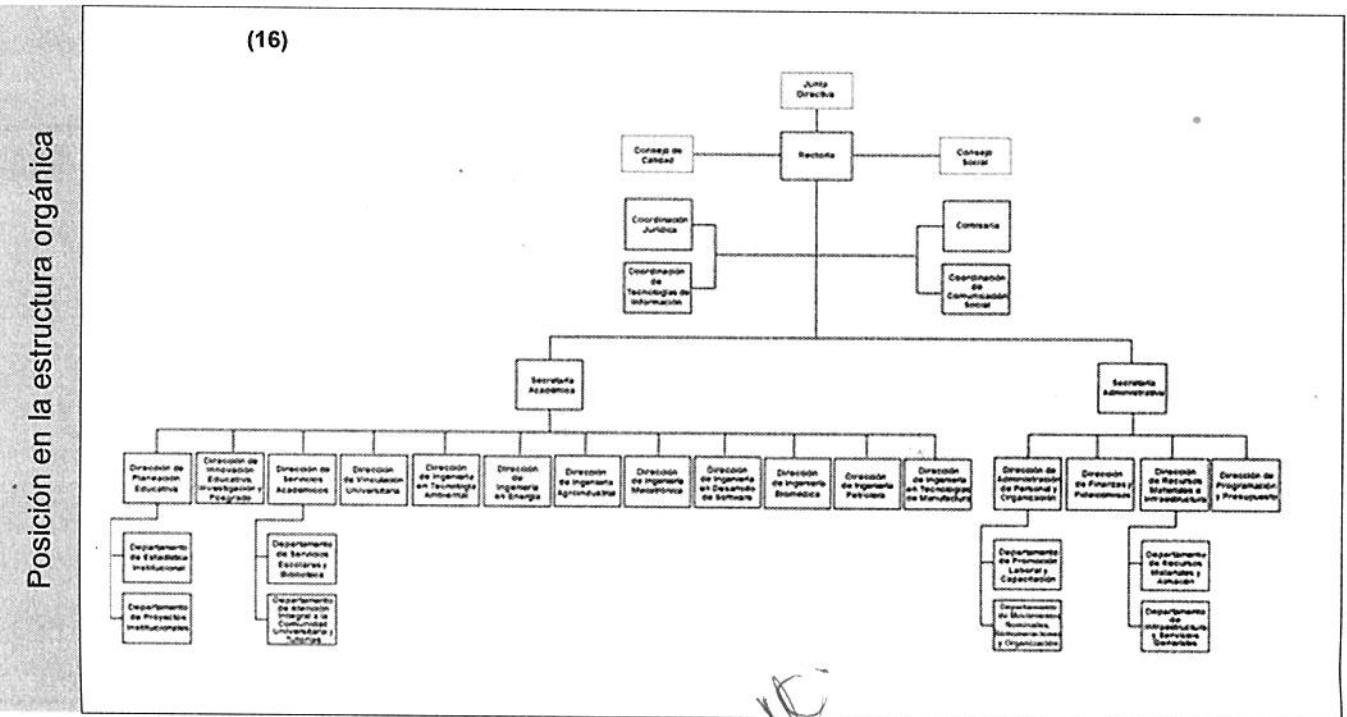 Posición en la estructura orgánica
(16)
Junta
Directiva
Consejo de
Calidad
Rectoría
Consejo
Social
Coordinación
Jurídica
Comisaría
Coordinación
de
Tecnologías de
Información
Coordinación
de
Comunicación
Social
Secretaría
Académica
Secretaría
Administrativa
Dirección de
Planeación
Educativa
Dirección de
Innovación
Educativa,
Investigación y
Posgrado
Dirección de
Servicios
Académicos
Dirección
de Vinculación
Universitaria
Dirección
de Ingeniería
en Tecnología
Ambiental
Dirección
de
Ingeniería
en Energía
Dirección
de Ingeniería
Agroindustrial
Dirección
de Ingeniería
Mecatrónica
Dirección
de Ingeniería
en Desarrollo
de Software
Dirección
de Ingeniería
Biomédica
Dirección
de Ingeniería
Petrolera
Dirección
de Ingeniería
en Tecnologías
de Manufactura
Dirección de
Administración
de Personal y
Organización
Dirección
de Finanzas y
Fideicomisos
Dirección
de Recursos
Materiales e
Infraestructura
Dirección de
Programación
y Presupuesto
Departamento
de Estadística
Institucional
Departamento
de Servicios
Escolares y
Biblioteca
Departamento
de Promoción
Laboral y
Capacitación
Departamento
de Recursos
Materiales y
Almacén
Departamento
de Proyectos
Institucionales
Departamento
de Atención
Integral a la
Comunidad
Universitaria y
Tutorías
Departamento
de Movimientos
Nominales,
Remuneraciones
y Organización
Departamento
de
Infraestructura
y Servicios
Generales